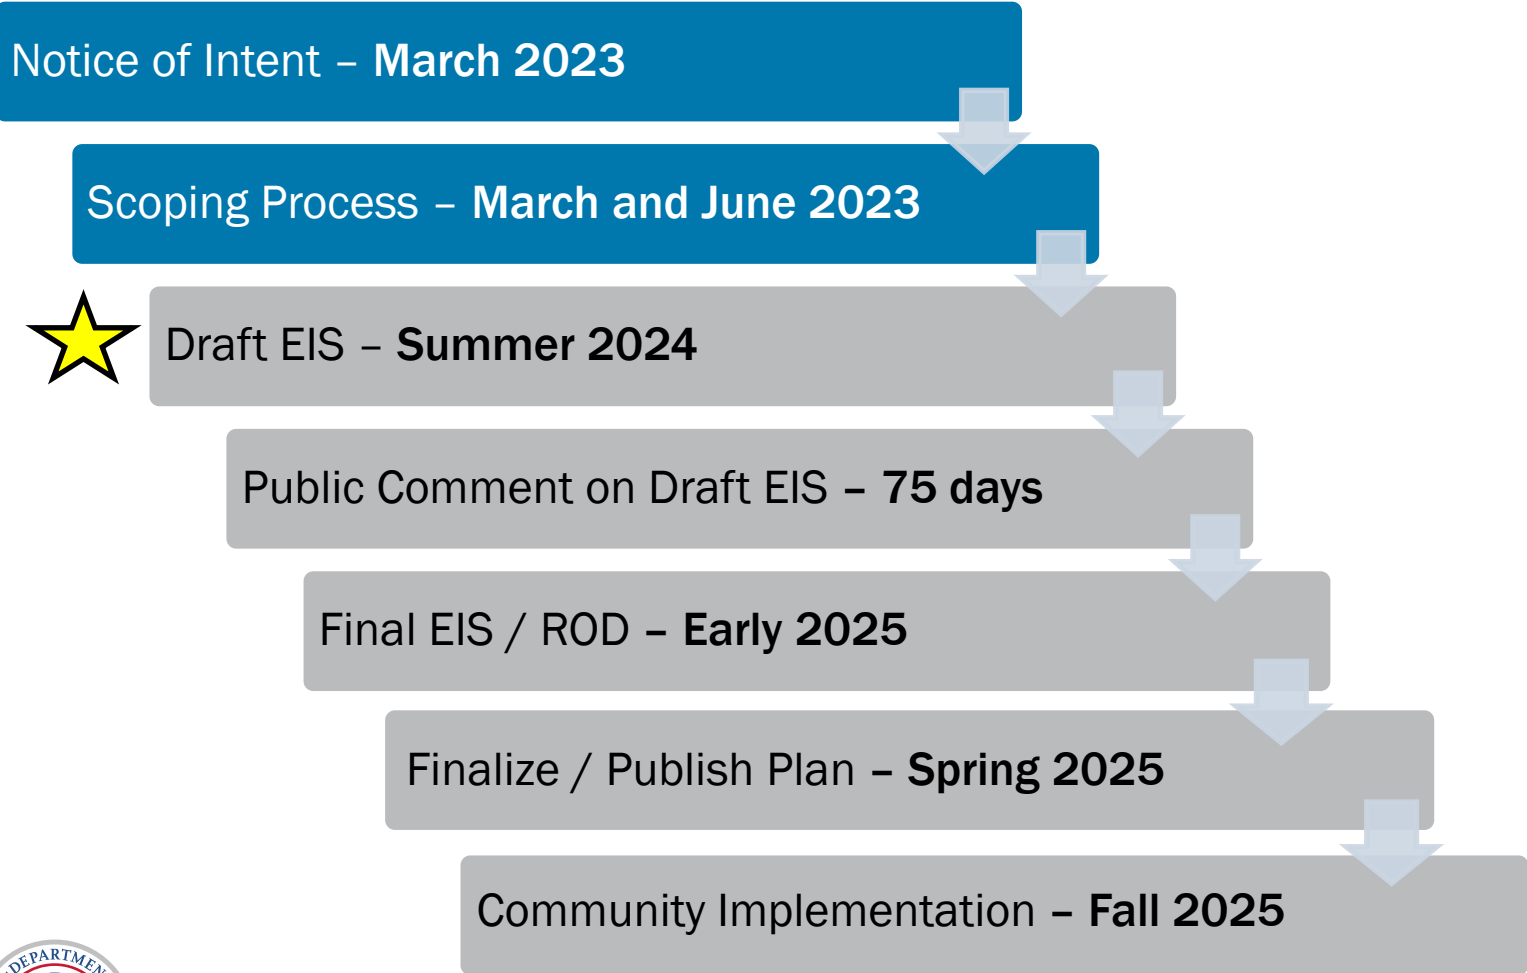 Notice of Intent – March 2023
Scoping Process – March and June 2023
Draft EIS – Summer 2024
Public Comment on Draft EIS – 75 days
Final EIS / ROD – Early 2025
Finalize / Publish Plan – Spring 2025
Community Implementation – Fall 2025